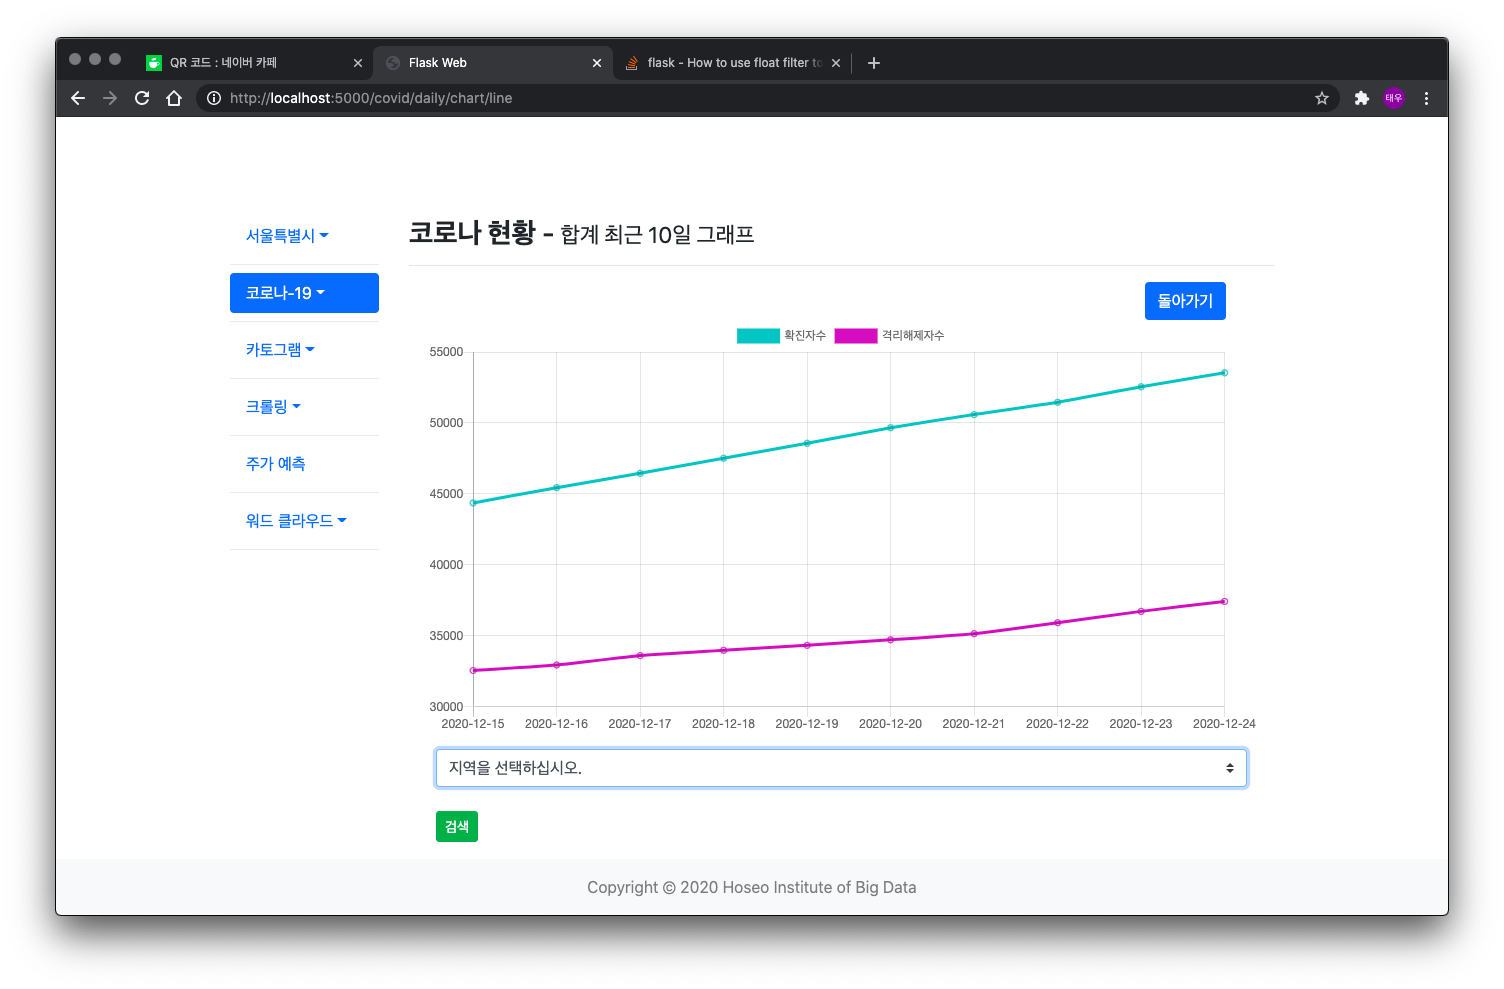 QR 코드 : 네이버 카페
Flask Web
flask - How to use float filter to
http://localhost:5000/covid/daily/chart/line
태우
서울특별시
코로나-19
카토그램
크롤링
주가 예측
워드 클라우드
코로나 현황 - 합계 최근 10일 그래프
돌아가기
확진자수 격리해제자수
55000
50000
45000
40000
35000
30000
2020-12-15 2020-12-16 2020-12-17 2020-12-18 2020-12-19 2020-12-20 2020-12-21 2020-12-22 2020-12-23 2020-12-24
지역을 선택하십시오.
검색
Copyright © 2020 Hoseo Institute of Big Data